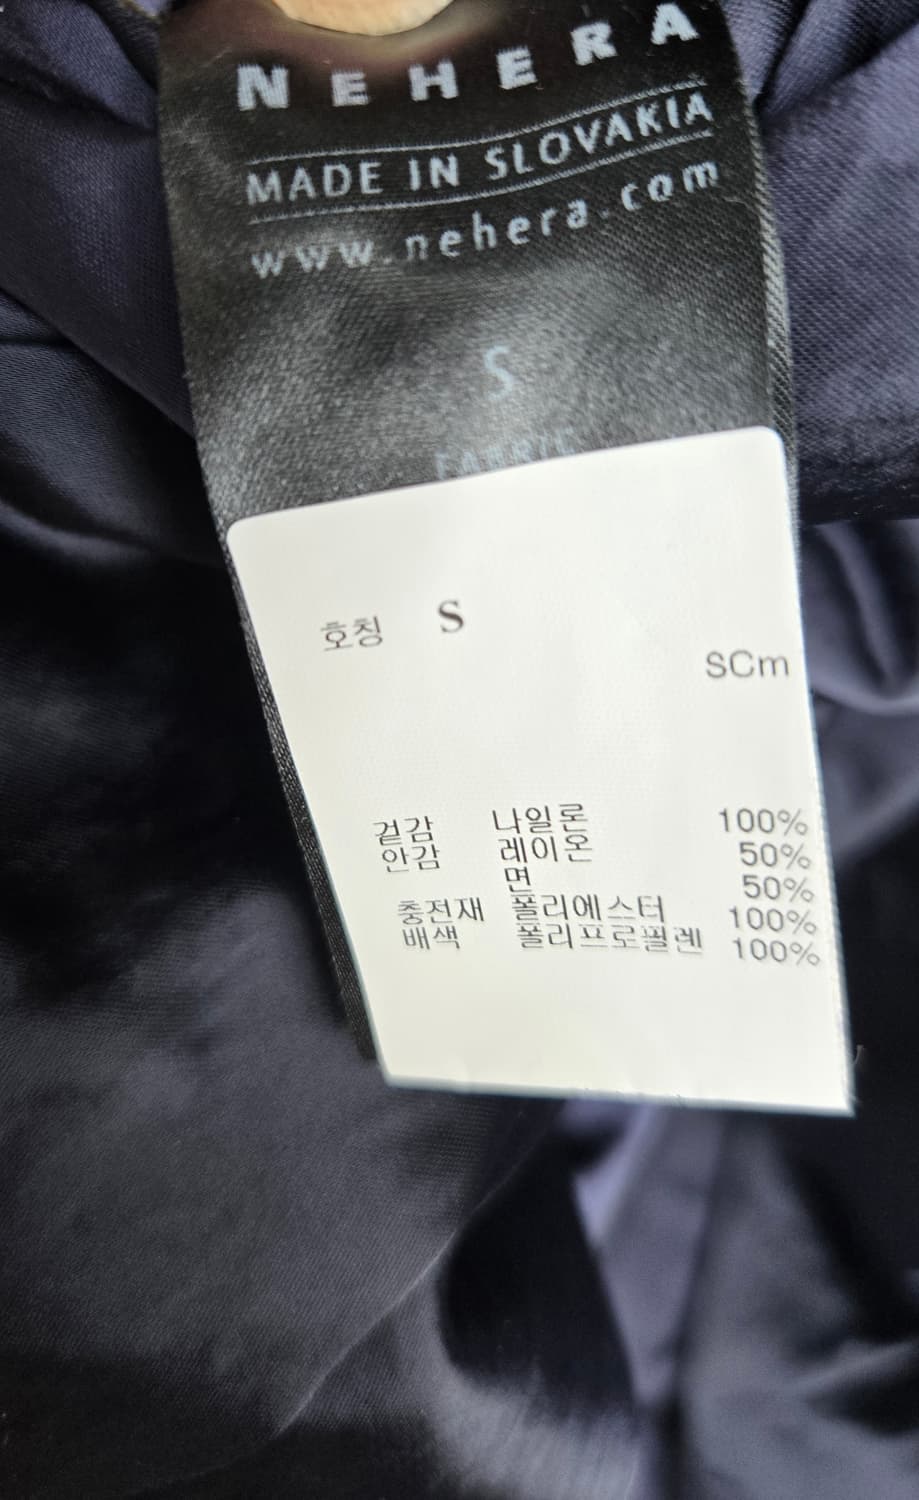 NEHERA
MADE IN SLOVAKIA
www.nehera.com
S
FABRIC
호칭 S
SCm
겉감 나일론 100%
안감 레이온 50%
면 50%
충전재 폴리에스터 100%
배색 폴리프로필렌 100%